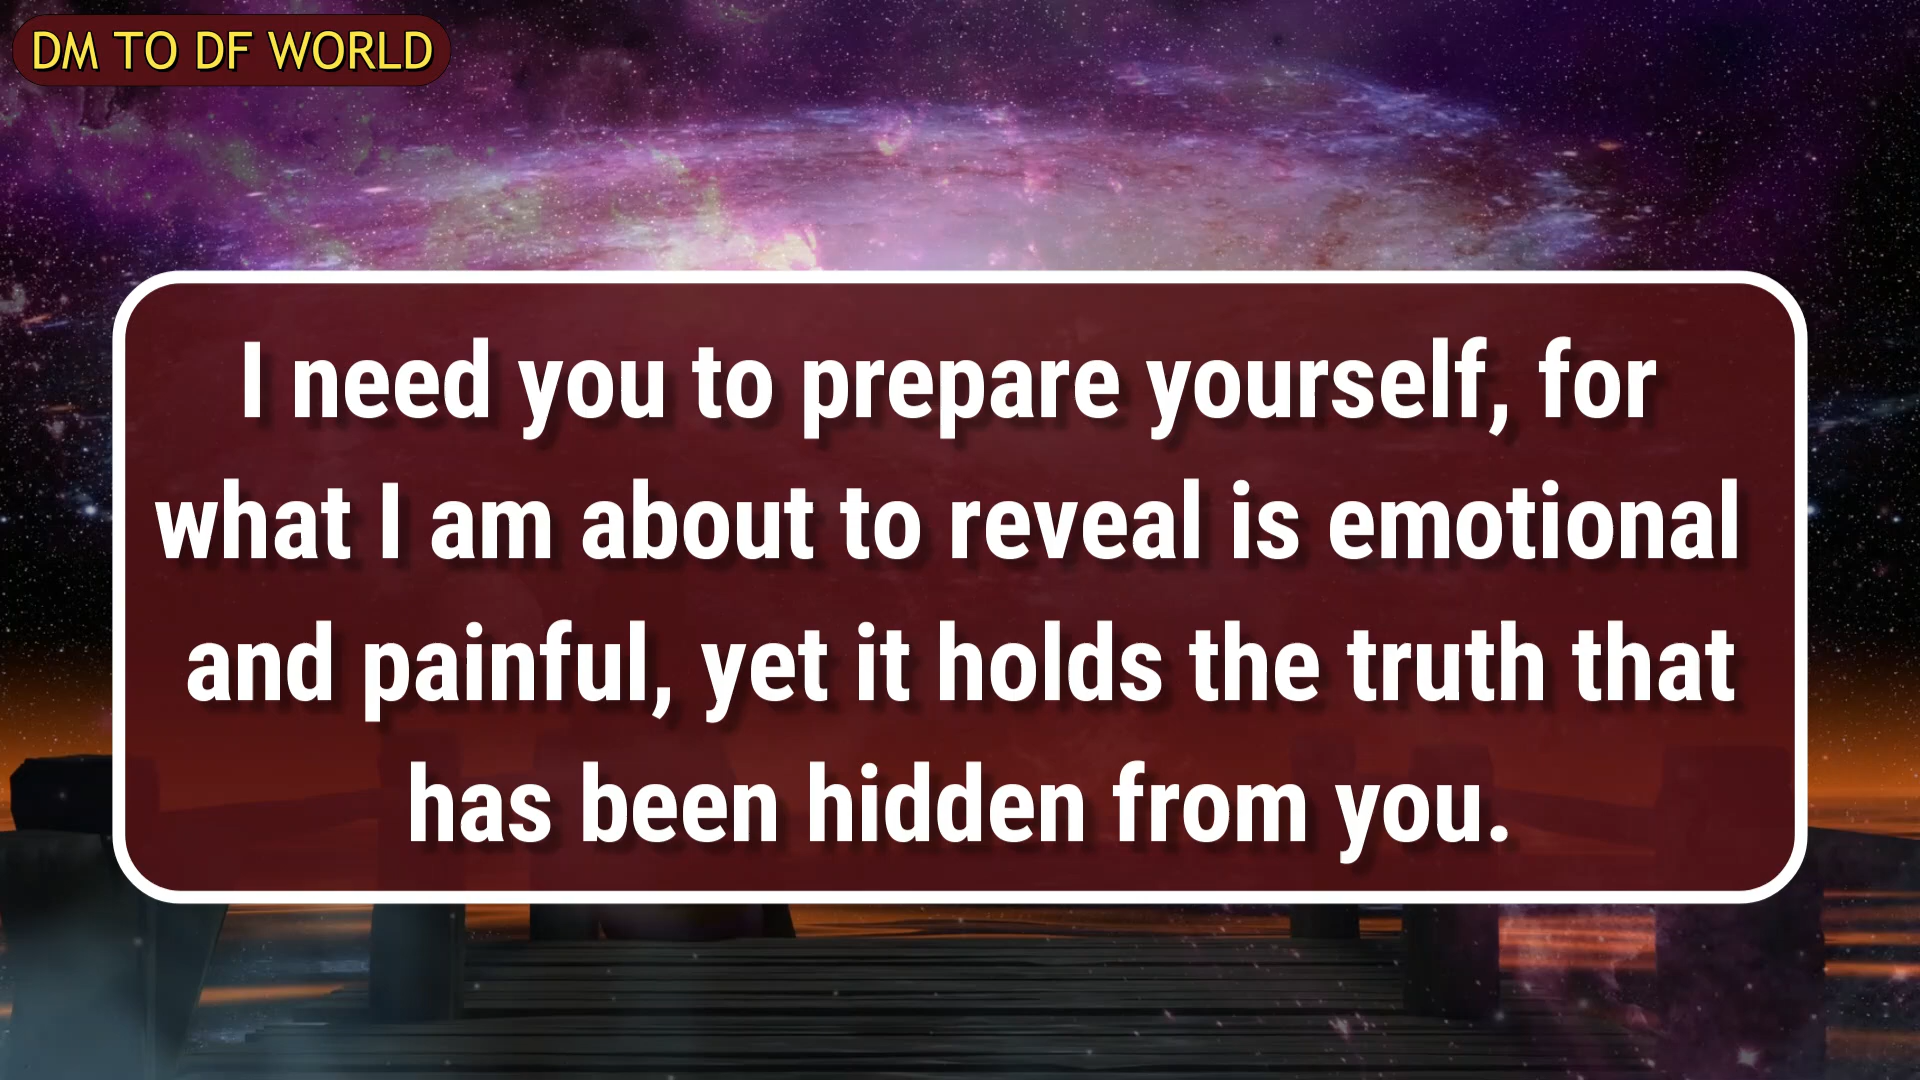 DM TO DF WORLD
I need you to prepare yourself, for
what I am about to reveal is emotional
and painful, yet it holds the truth that
has been hidden from you.